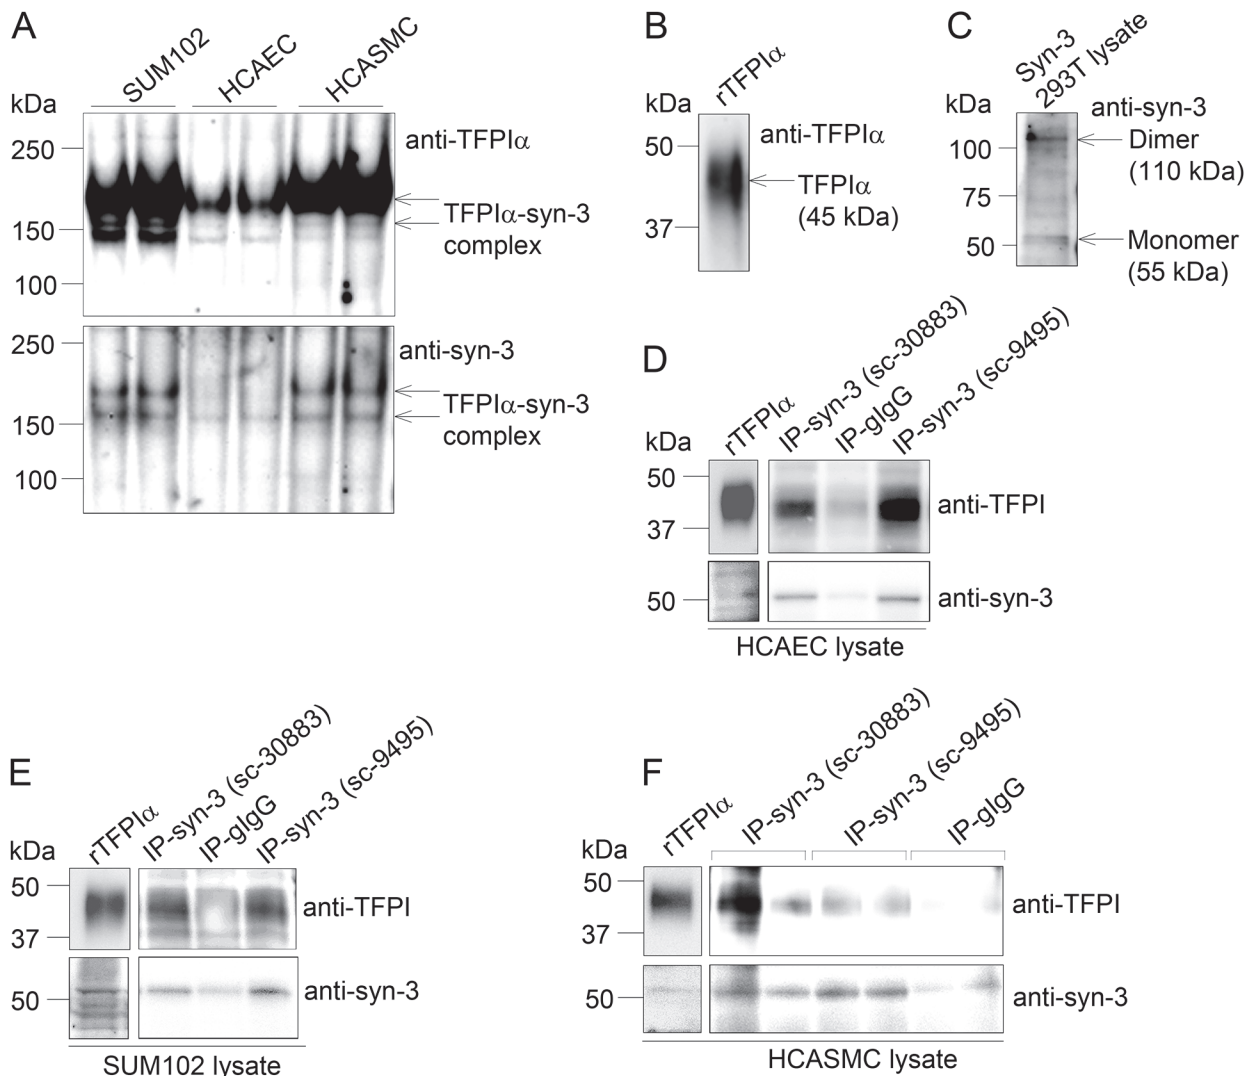 A
SUM102
HCAEC
HCASMC
kDa
250
150
100
anti-TFPIα
TFPIα-syn-3
complex
250
150
100
anti-syn-3
TFPIα-syn-3
complex
B
rTFPIα
kDa
50
37
anti-TFPIα
TFPIα
(45 kDa)
C
Syn-3
293T lysate
kDa
100
75
50
anti-syn-3
Dimer
(110 kDa)
Monomer
(55 kDa)
D
rTFPIα
IP-syn-3 (sc-30883)
IP-gIgG
IP-syn-3 (sc-9495)
kDa
50
37
anti-TFPI
50
anti-syn-3
HCAEC lysate
E
rTFPIα
IP-syn-3 (sc-30883)
IP-gIgG
IP-syn-3 (sc-9495)
kDa
50
37
anti-TFPI
50
anti-syn-3
SUM102 lysate
F
rTFPIα
IP-syn-3 (sc-30883)
IP-syn-3 (sc-9495)
IP-gIgG
kDa
50
37
anti-TFPI
50
anti-syn-3
HCASMC lysate